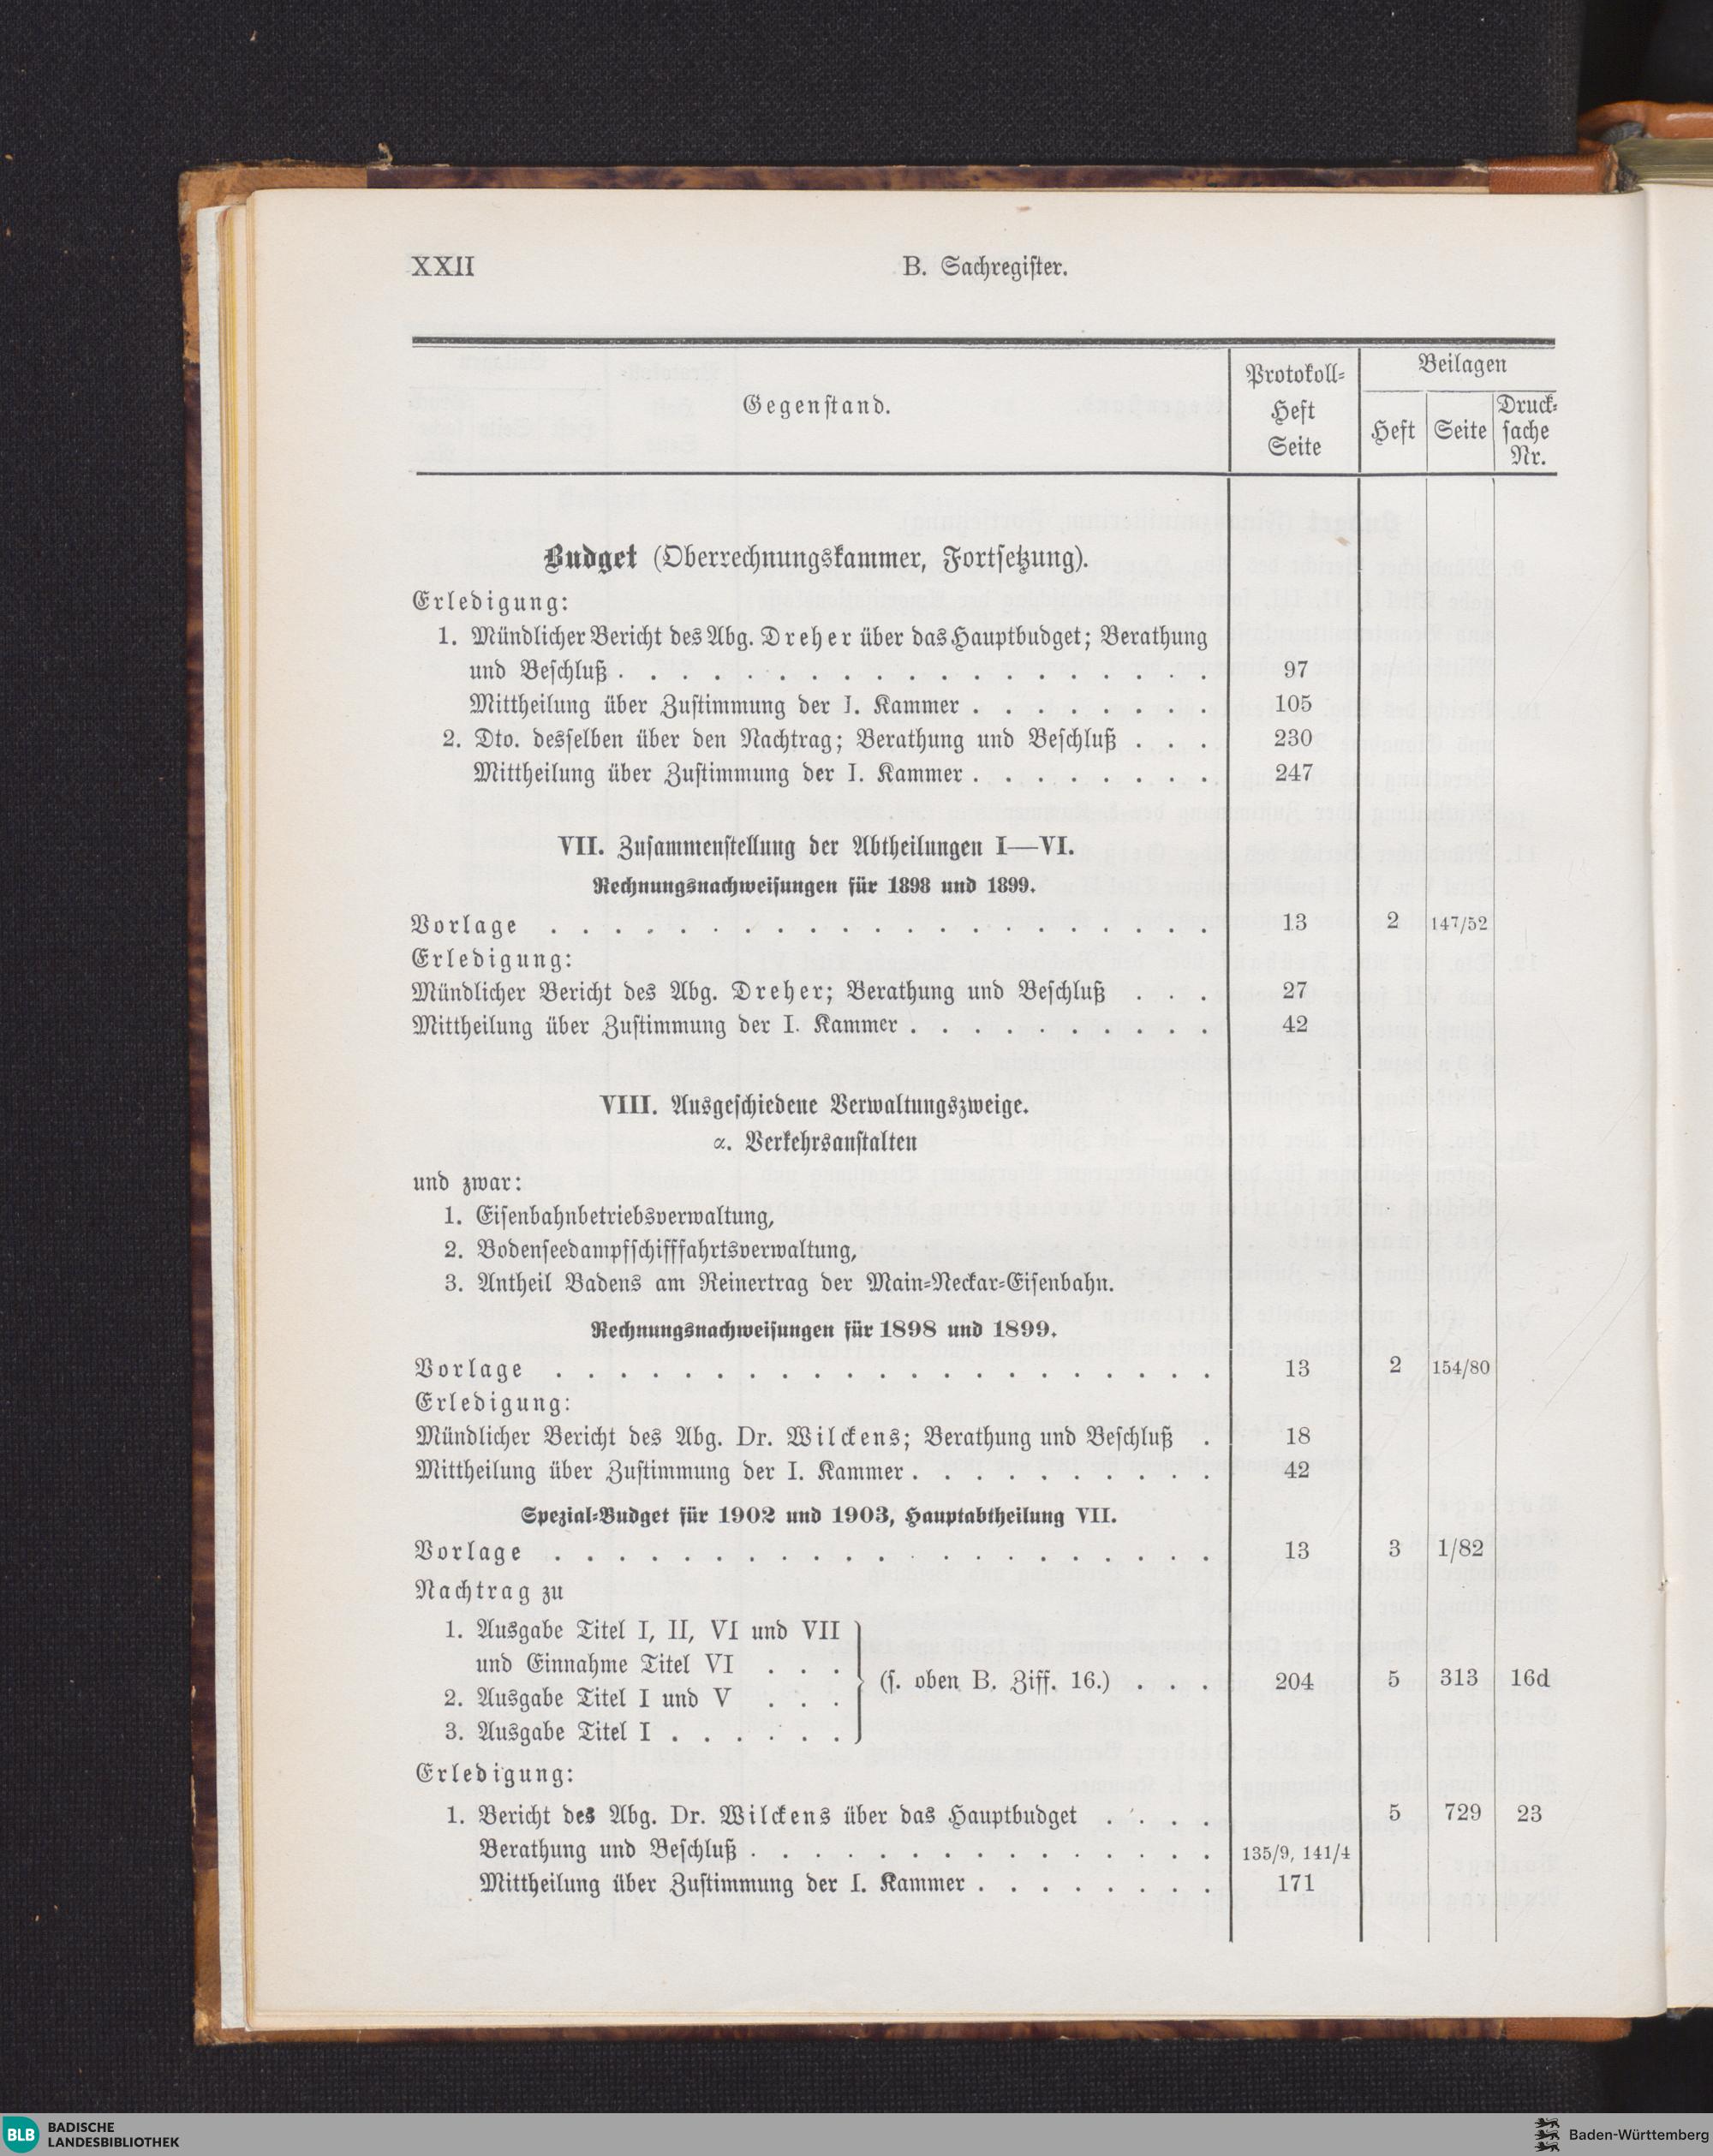 XXII
B. Sachregister.
Gegenstand.
Protokoll-
Heft
Seite
Beilagen
Heft
Seite
Druck-
sache
Nr.
Budget (Oberrechnungskammer, Fortsetzung).
Erledigung:
1. Mündlicher Bericht des Abg. Dreher über das Hauptbudget; Berathung
und Beschluß . . . . . . . . . . . . . . . . . . . 97
Mittheilung über Zustimmung der I. Kammer . . . . . . . . 105
2. Dto. desselben über den Nachtrag; Berathung und Beschluß . . . 230
Mittheilung über Zustimmung der I. Kammer . . . . . . . . 247
VII. Zusammenstellung der Abtheilungen I—VI.
Rechnungsnachweisungen für 1898 und 1899.
Vorlage . . . . . . . . . . . . . . . . . . . . . 13 2 147/52
Erledigung:
Mündlicher Bericht des Abg. Dreher; Berathung und Beschluß . . . 27
Mittheilung über Zustimmung der I. Kammer . . . . . . . . . . 42
VIII. Ausgeschiedene Verwaltungszweige.
α. Verkehrsanstalten
und zwar:
1. Eisenbahnbetriebsverwaltung,
2. Bodenseedampfschifffahrtsverwaltung,
3. Antheil Badens am Reinertrag der Main-Neckar-Eisenbahn.
Rechnungsnachweisungen für 1898 und 1899.
Vorlage . . . . . . . . . . . . . . . . . . . . . 13 2 154/80
Erledigung:
Mündlicher Bericht des Abg. Dr. Wilckens; Berathung und Beschluß . 18
Mittheilung über Zustimmung der I. Kammer . . . . . . . . . . 42
Spezial-Budget für 1902 und 1903, Hauptabtheilung VII.
Vorlage . . . . . . . . . . . . . . . . . . . . . 13 3 1/82
Nachtrag zu
1. Ausgabe Titel I, II, VI und VII
und Einnahme Titel VI . . .
2. Ausgabe Titel I und V . . .
3. Ausgabe Titel I . . . . . .
(s. oben B. Ziff. 16.) . . . 204 5 313 16d
Erledigung:
1. Bericht des Abg. Dr. Wilckens über das Hauptbudget . . . . 5 729 23
Berathung und Beschluß . . . . . . . . . . . . . . . 135/9, 141/4
Mittheilung über Zustimmung der I. Kammer . . . . . . . . 171
BLB
BADISCHE
LANDESBIBLIOTHEK
Baden-Württemberg